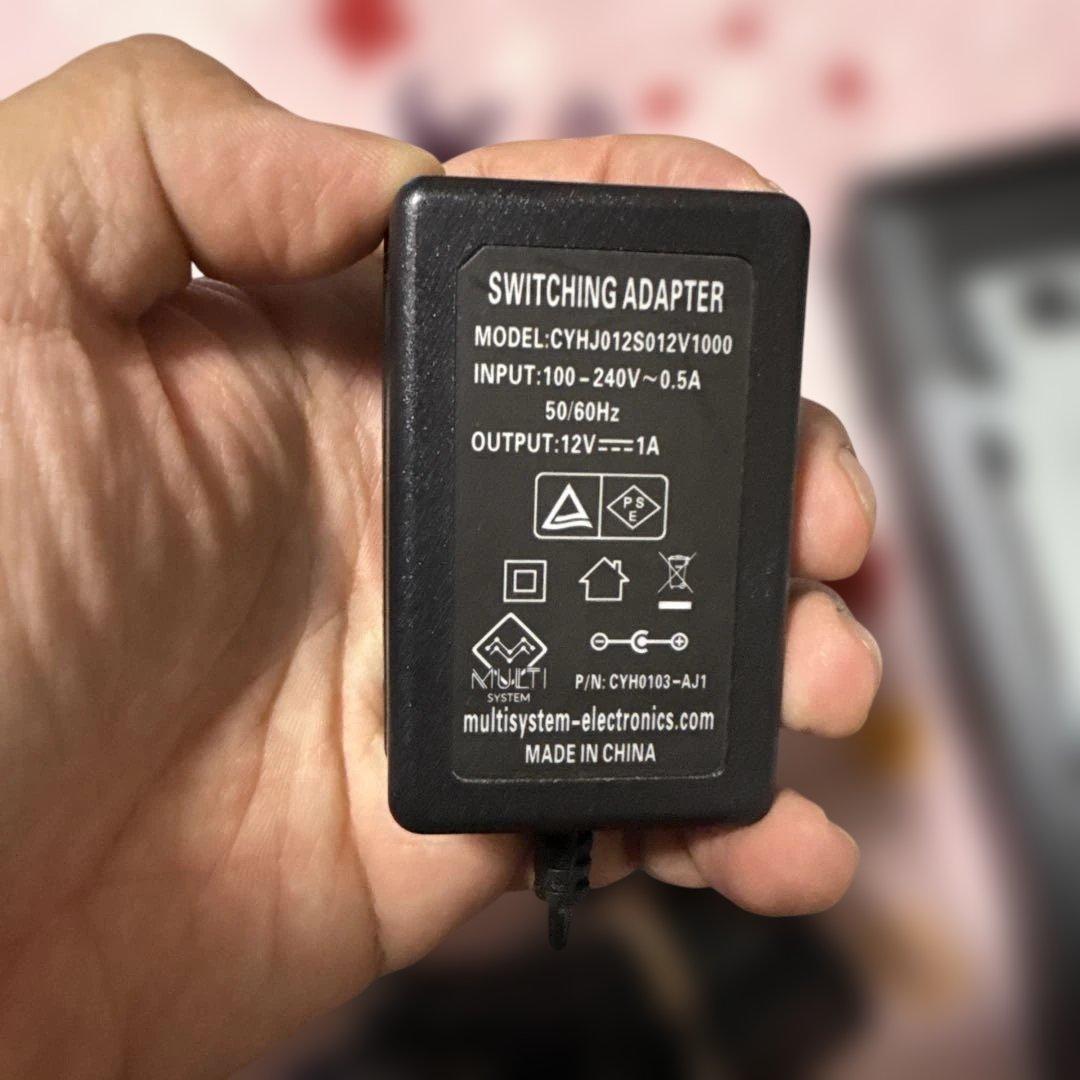 SWITCHING ADAPTER
MODEL:CYHJ012S012V1000
INPUT:100-240V~0.5A
50/60Hz
OUTPUT:12V⎓1A
P S
E
MULTI
SYSTEM
P/N: CYH0103-AJ1
multisystem-electronics.com
MADE IN CHINA